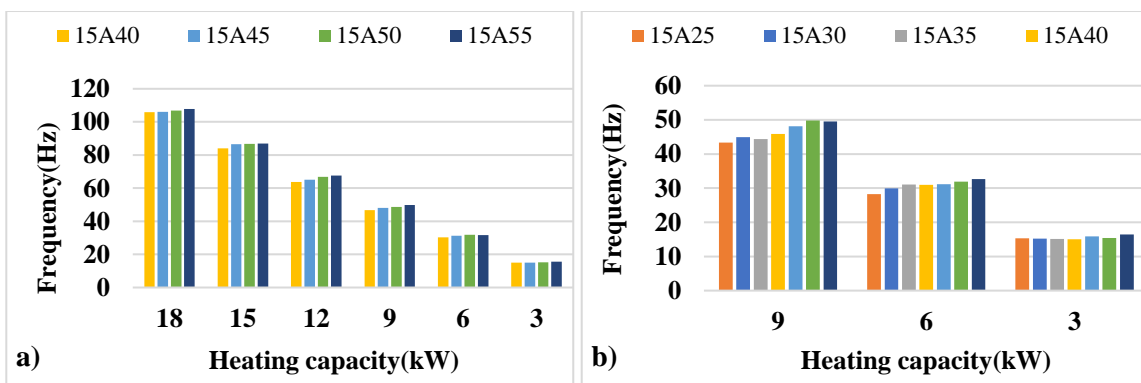 15A40 15A45 15A50 15A55
Frequency(Hz)
120
100
80
60
40
20
0
18 15 12 9 6 3
a)
Heating capacity(kW)
15A25 15A30 15A35 15A40
Frequency(Hz)
60
50
40
30
20
10
0
9 6 3
b)
Heating capacity(kW)